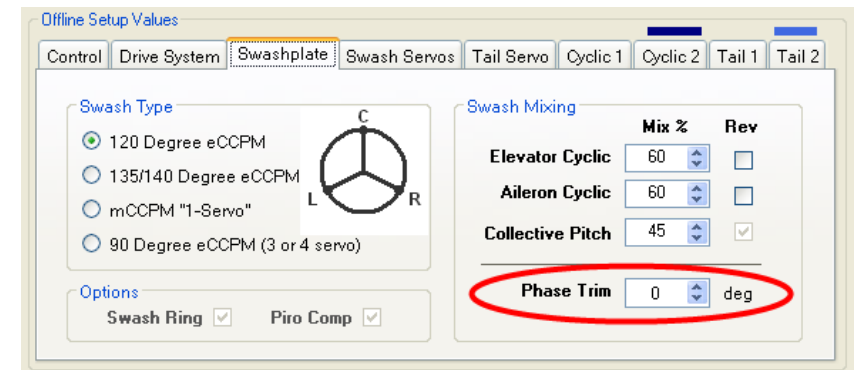 Offline Setup Values
Control Drive System Swashplate Swash Servos Tail Servo Cyclic 1 Cyclic 2 Tail 1 Tail 2
Swash Type
120 Degree eCCPM
135/140 Degree eCCPM
mCCPM "1-Servo"
90 Degree eCCPM (3 or 4 servo)
C
L R
Options
Swash Ring Piro Comp
Swash Mixing
Mix % Rev
Elevator Cyclic 60
Aileron Cyclic 60
Collective Pitch 45
Phase Trim 0 deg